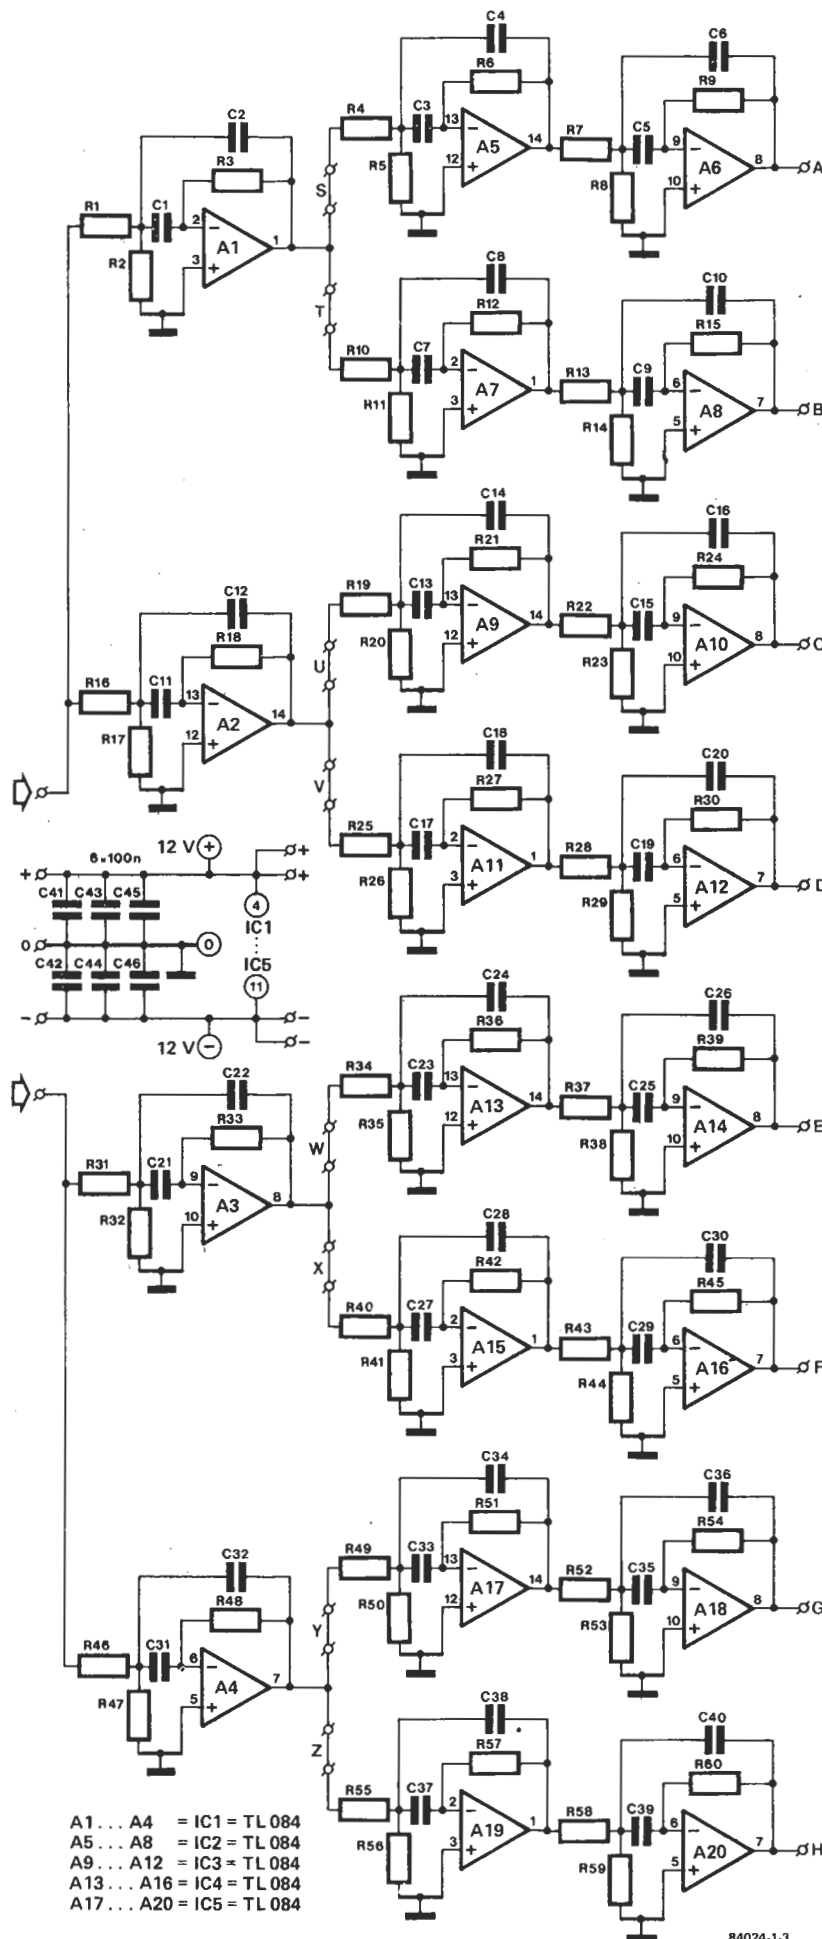 C4
R6
R4
C3
13
12
A5
14
R5
S
C6
R9
R7
C5
9
10
A6
8
R8
A
C2
R3
R1
C1
2
3
A1
1
R2
T
C8
R12
R10
C7
2
3
A7
1
R11
C10
R15
R13
C9
6
5
A8
7
R14
B
C14
R21
R19
C13
13
12
A9
14
R20
U
C16
R24
R22
C15
9
10
A10
8
R23
C
C12
R18
R16
C11
13
12
A2
14
R17
V
C18
R27
R25
C17
2
3
A11
1
R26
C20
R30
R28
C19
6
5
A12
7
R29
D
6x100n
12 V +
+
+
+
C41 C43 C45
4
IC1
0
0
IC5
C42 C44 C46
11
-
-
-
12 V -
C24
R36
R34
C23
13
12
A13
14
R35
W
C26
R39
R37
C25
9
10
A14
8
R38
E
C22
R33
R31
C21
9
10
A3
8
R32
X
C28
R42
R40
C27
2
3
A15
1
R41
C30
R45
R43
C29
6
5
A16
7
R44
F
C34
R51
R49
C33
13
12
A17
14
R50
Y
C36
R54
R52
C35
9
10
A18
8
R53
G
C32
R48
R46
C31
6
5
A4
7
R47
Z
C38
R57
R55
C37
2
3
A19
1
R56
C40
R60
R58
C39
6
5
A20
7
R59
H
A1 . . . A4 = IC1 = TL 084
A5 . . . A8 = IC2 = TL 084
A9 . . . A12 = IC3 = TL 084
A13 . . . A16 = IC4 = TL 084
A17 . . . A20 = IC5 = TL 084
84024-1-3